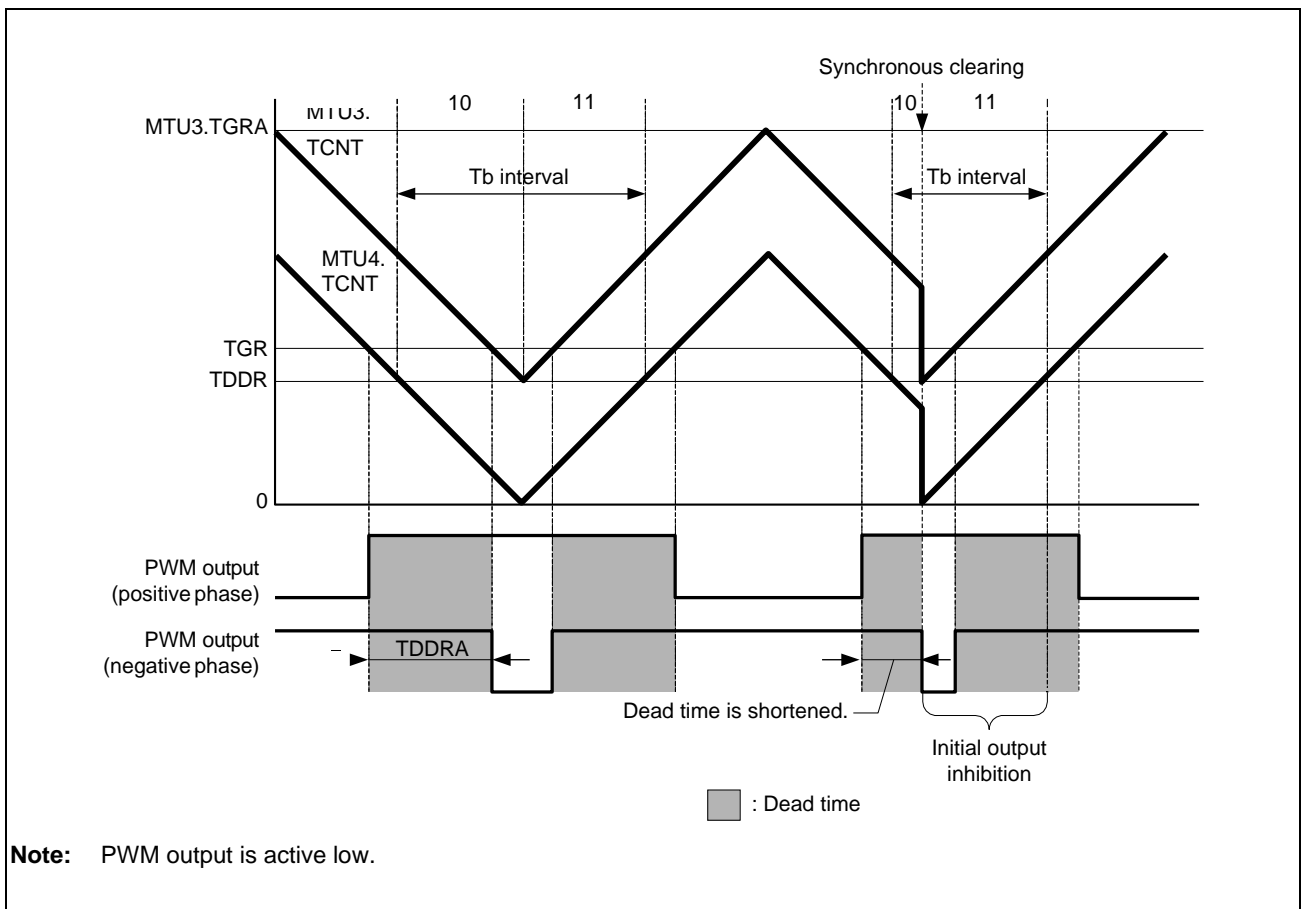 Synchronous clearing
10
11
10
11
MTU3.TGRA
MTU3.
TCNT
Tb interval
Tb interval
MTU4.
TCNT
TGR
TDDR
0
PWM output
(positive phase)
PWM output
(negative phase)
TDDRA
Dead time is shortened.
Initial output
inhibition
: Dead time
Note: PWM output is active low.